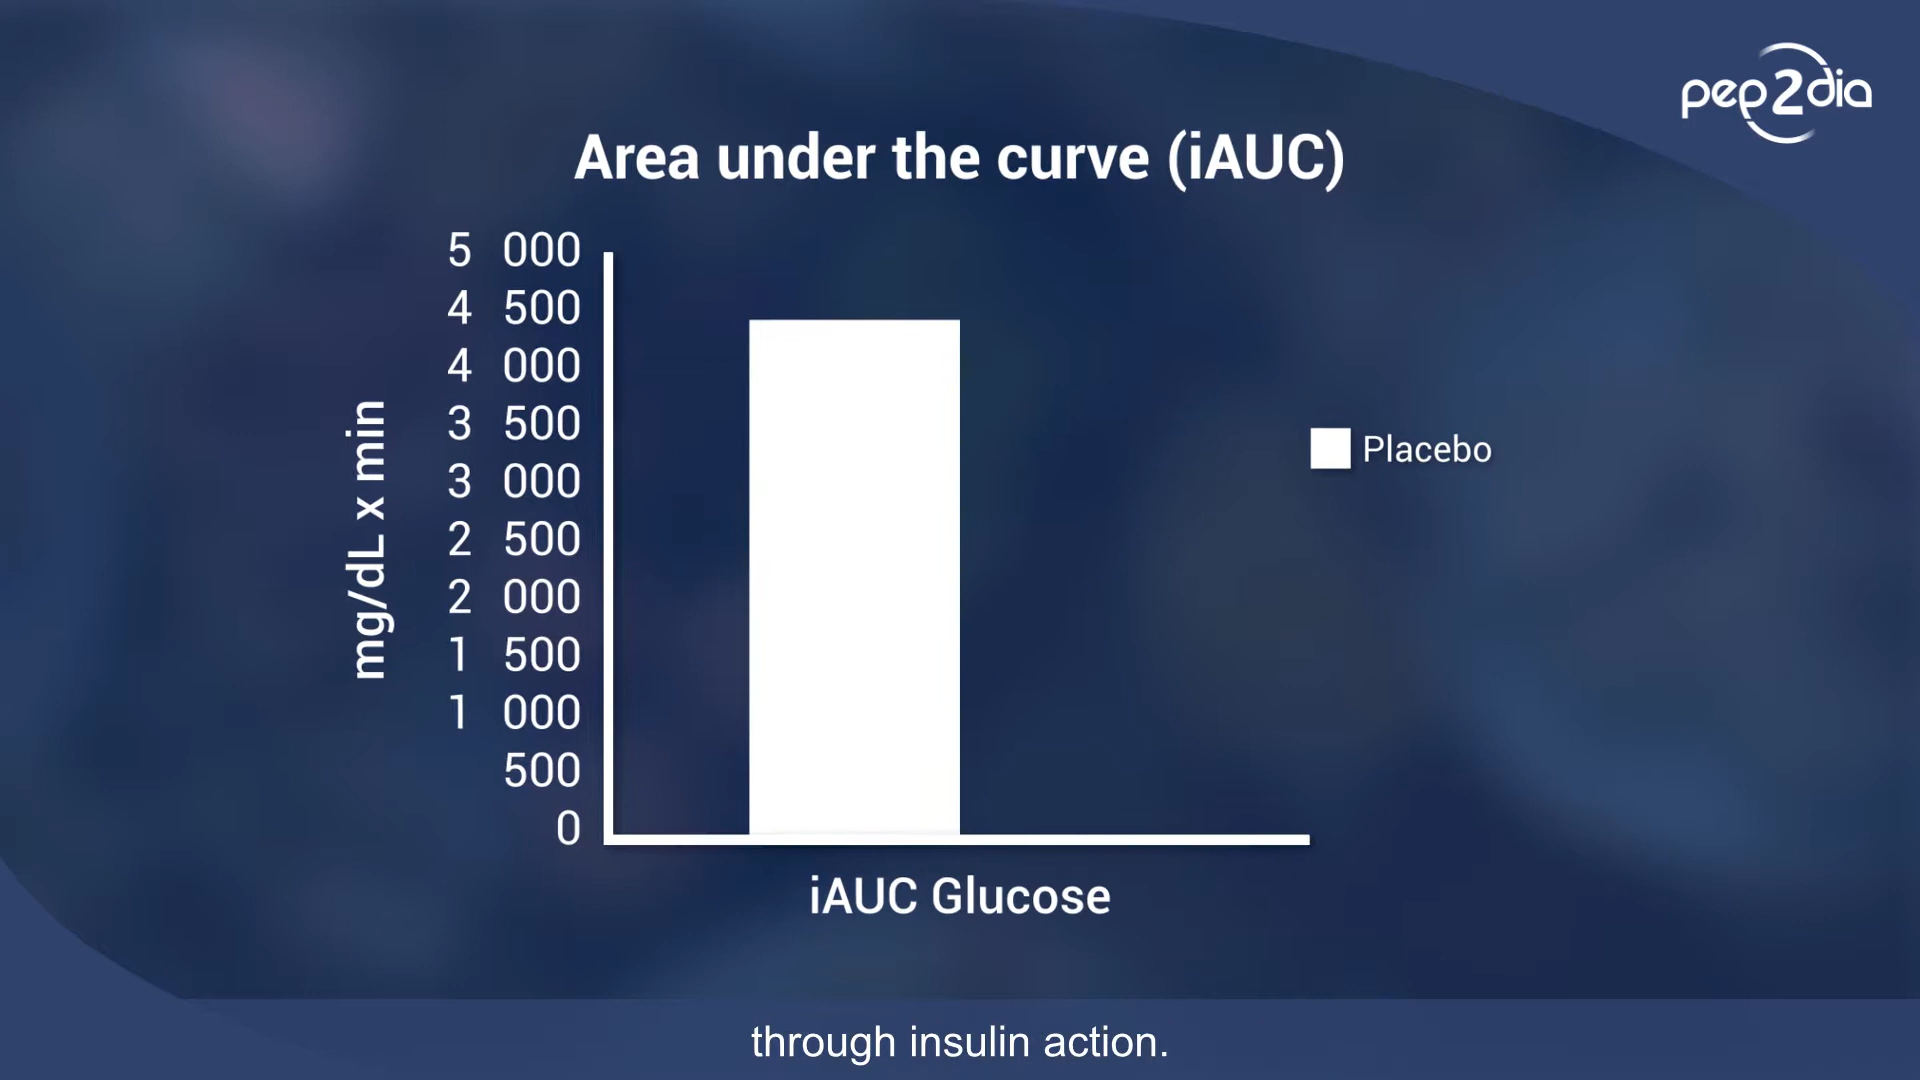 pep2dia
Area under the curve (iAUC)
5 000
4 500
4 000
3 500
3 000
2 500
2 000
1 500
1 000
500
0
mg/dL x min
Placebo
iAUC Glucose
through insulin action.